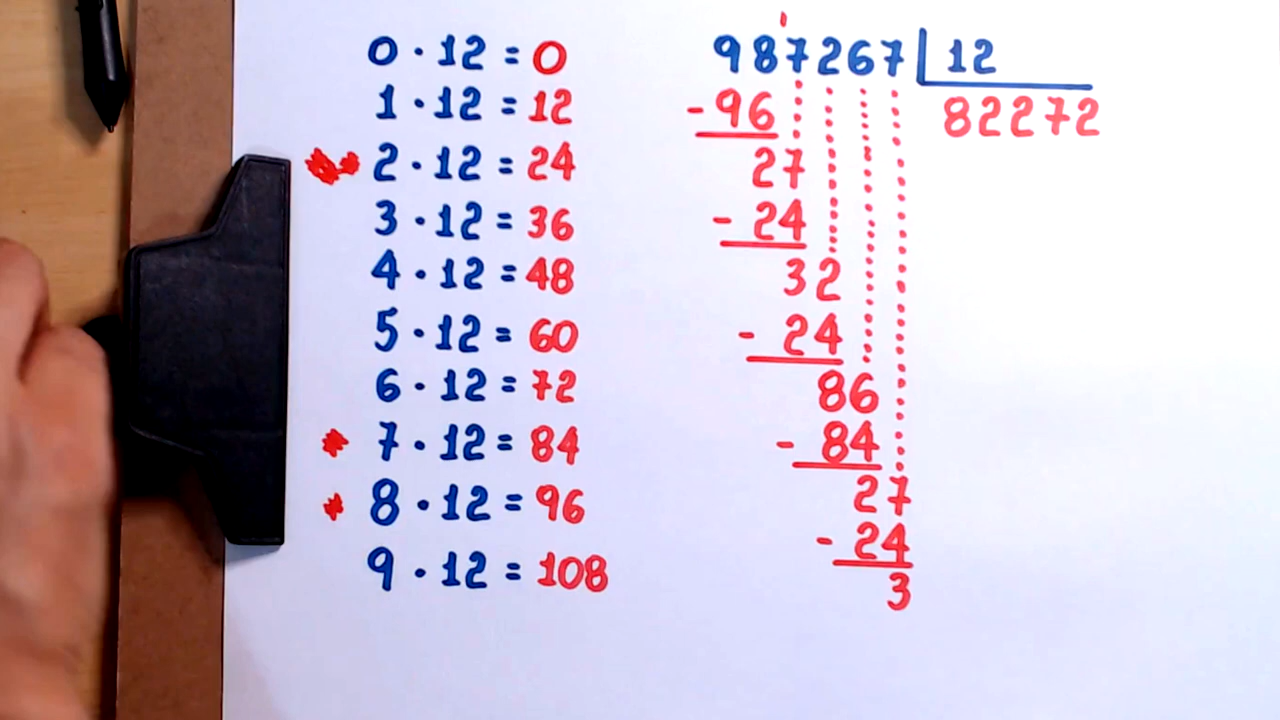 0 · 12 = 0
1 · 12 = 12
2 · 12 = 24
3 · 12 = 36
4 · 12 = 48
5 · 12 = 60
6 · 12 = 72
7 · 12 = 84
8 · 12 = 96
9 · 12 = 108
987267 12
- 96 82272
27
- 24
32
- 24
86
- 84
27
- 24
3